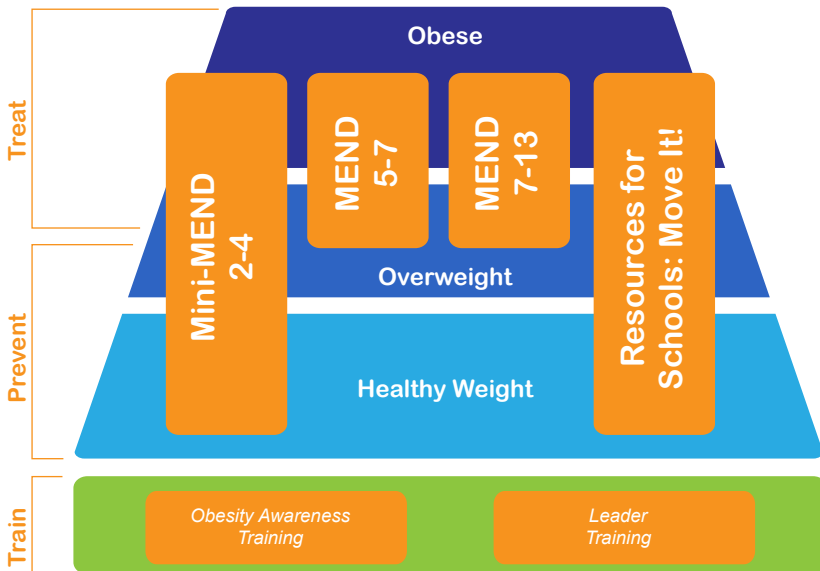 Treat
Prevent
Train
Obese
Mini-MEND
2-4
MEND
5-7
MEND
7-13
Resources for
Schools: Move It!
Overweight
Healthy Weight
Obesity Awareness
Training
Leader
Training